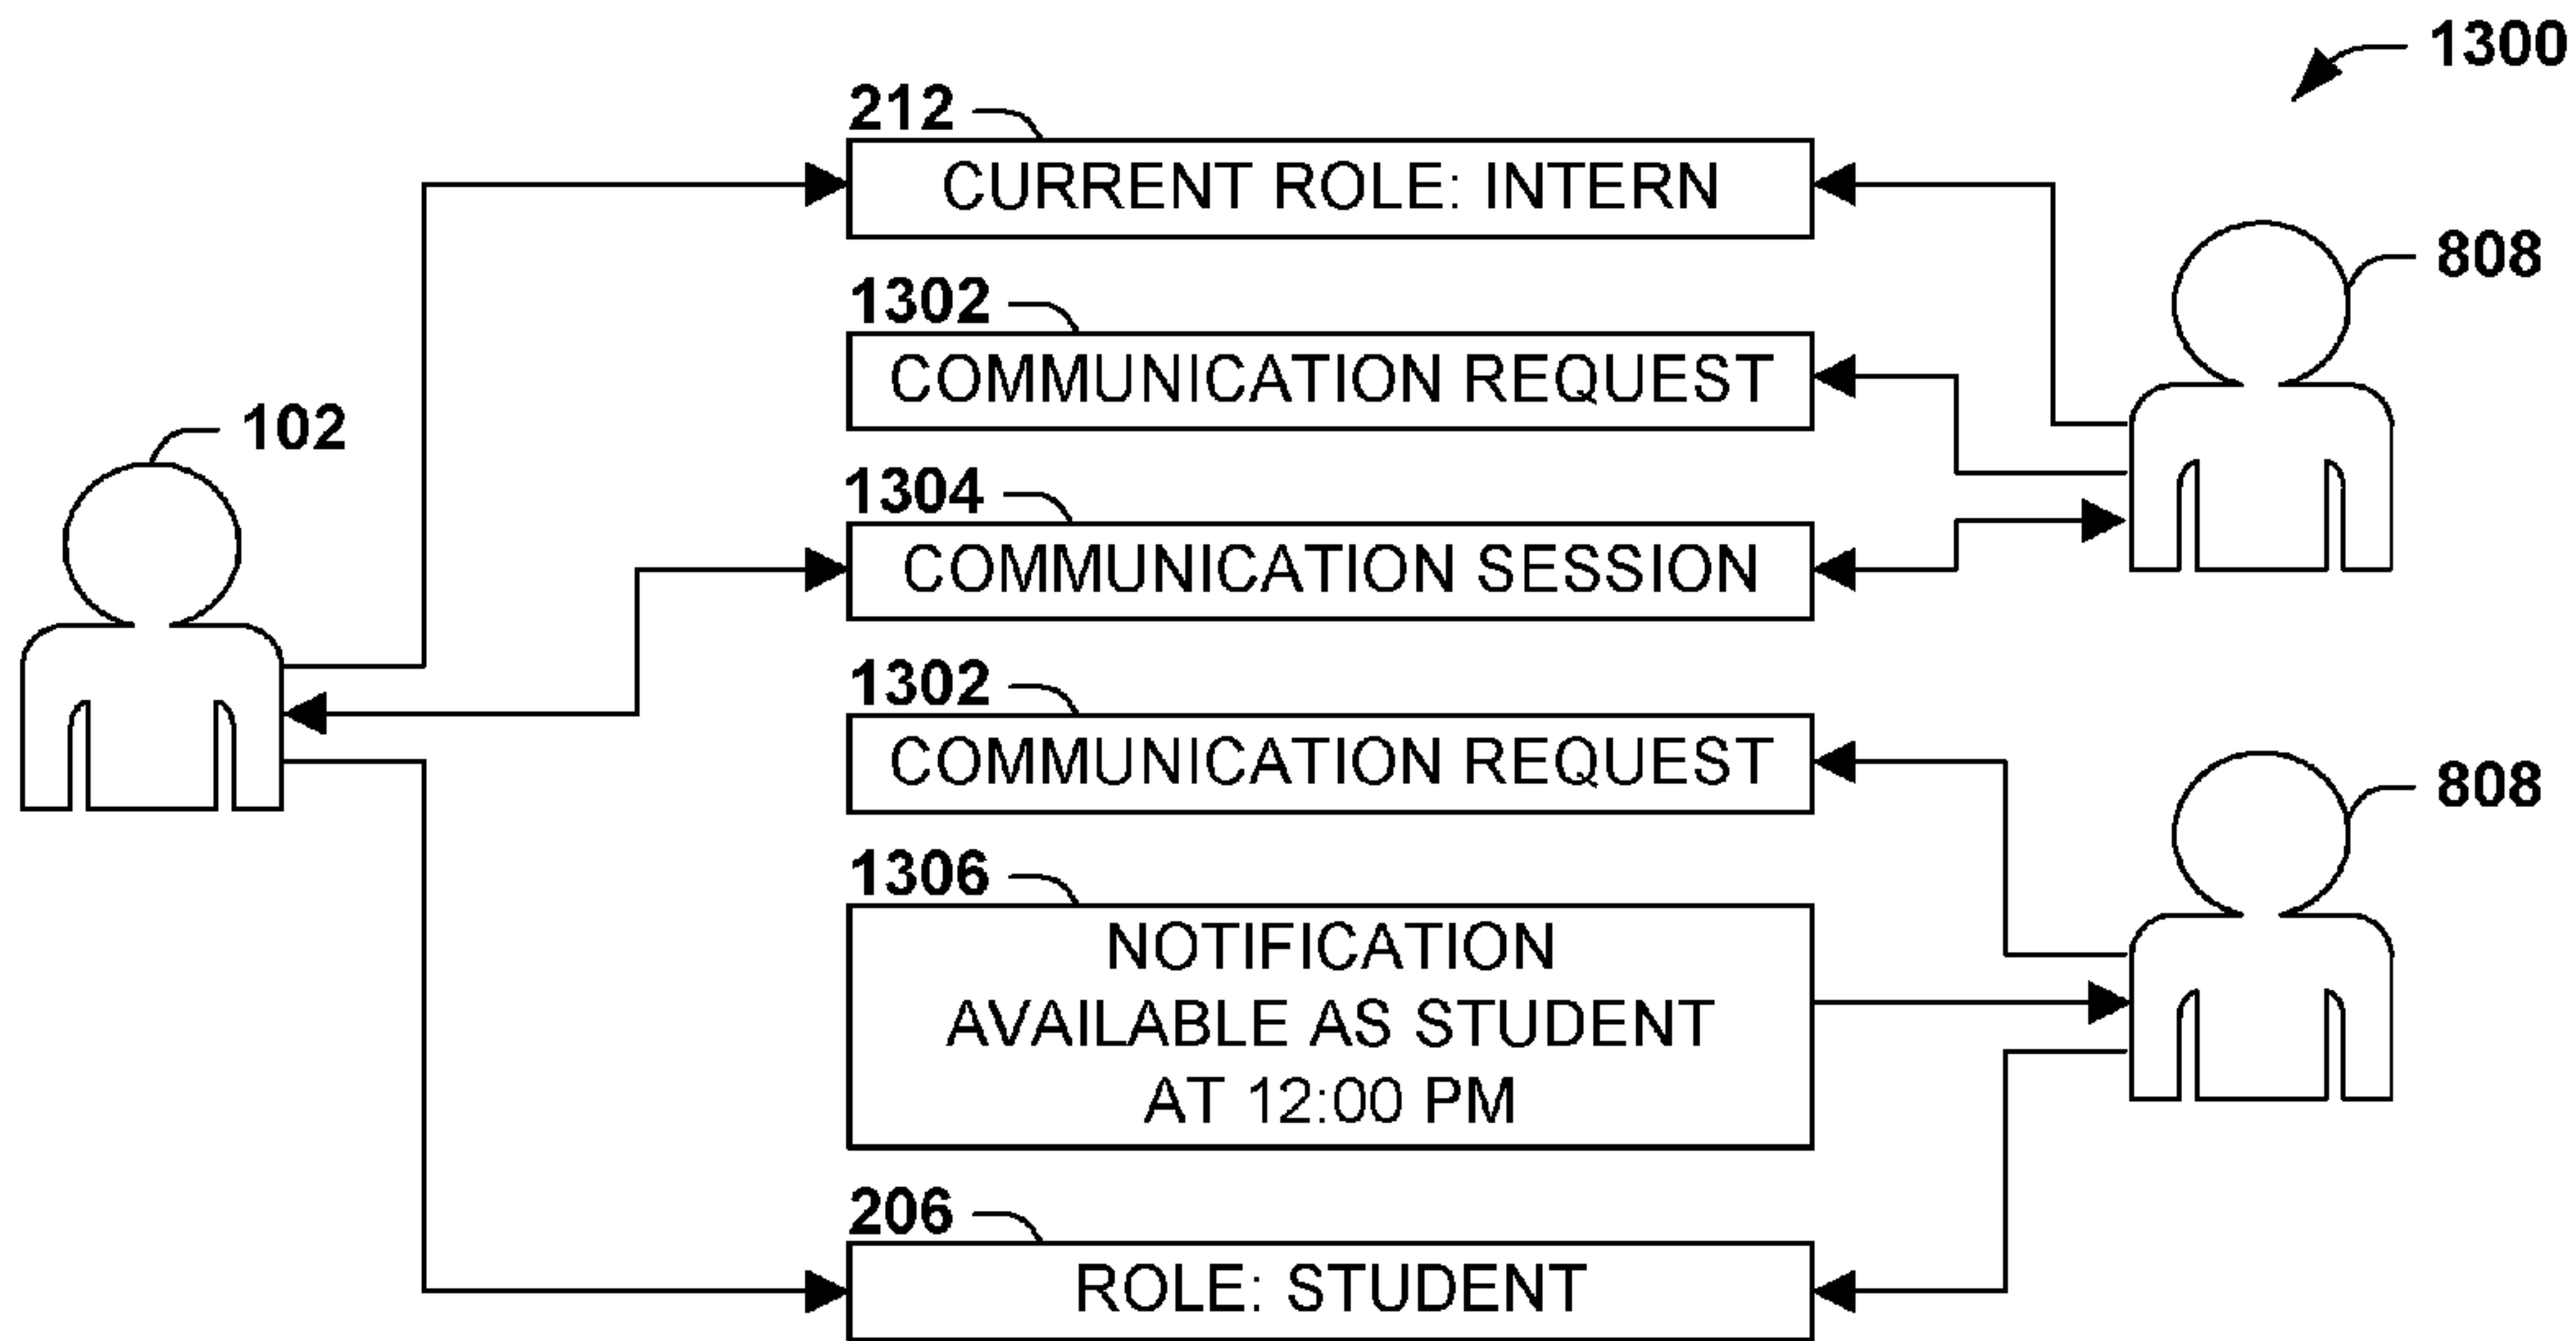 1300
212
CURRENT ROLE: INTERN
808
1302
COMMUNICATION REQUEST
102
1304
COMMUNICATION SESSION
1302
COMMUNICATION REQUEST
808
1306
NOTIFICATION
AVAILABLE AS STUDENT
AT 12:00 PM
206
ROLE: STUDENT